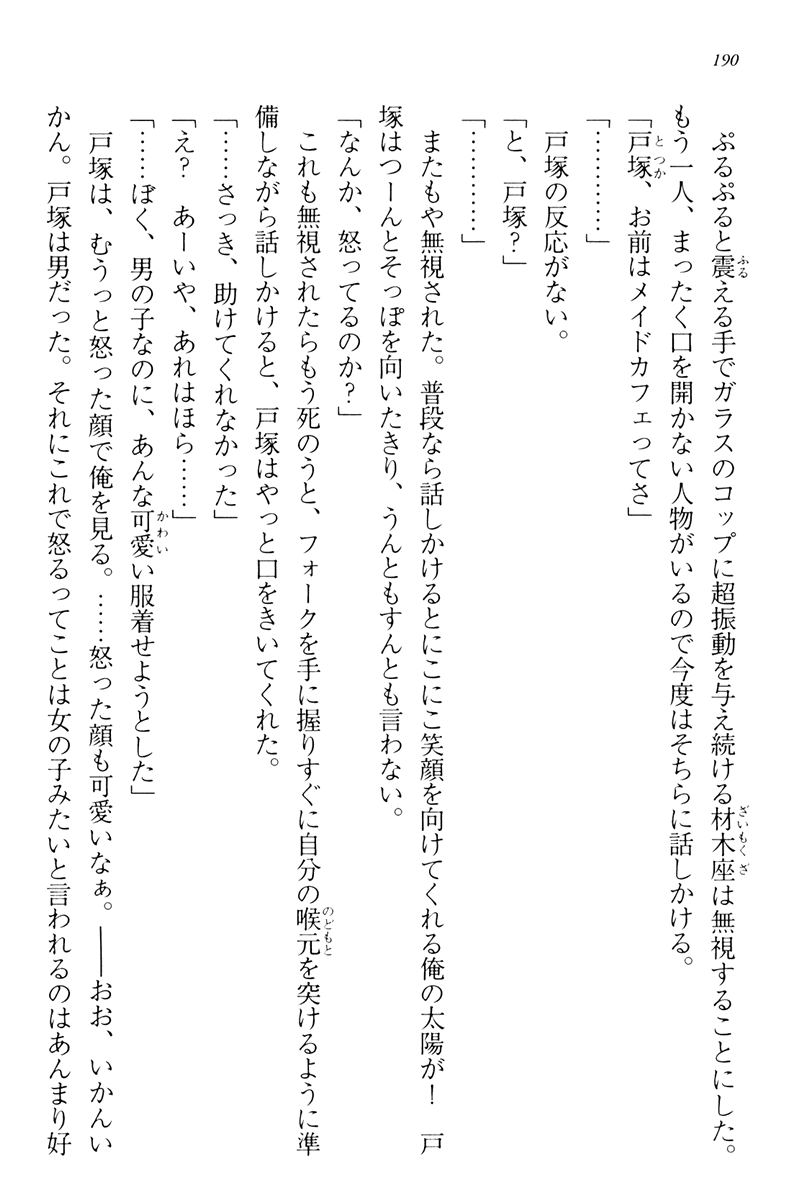 190
ぷるぷると震える手でガラスのコップに超振動を与え続ける材木座は無視することにした。
もう一人、まったく口を開かない人物がいるので今度はそちらに話しかける。
「戸塚、お前はメイドカフェってさ」
「…………」
戸塚の反応がない。
「と、戸塚？」
「…………」
またもや無視された。普段なら話しかけるとにこにこ笑顔を向けてくれる俺の太陽が！　戸
塚はつーんとそっぽを向いたきり、うんともすんとも言わない。
「なんか、怒ってるのか？」
これも無視されたらもう死のうと、フォークを手に握りすぐに自分の喉元を突けるように準
備しながら話しかけると、戸塚はやっと口をきいてくれた。
「……さっき、助けてくれなかった」
「え？　あーいや、あれはほら……」
「……ぼく、男の子なのに、あんな可愛い服着せようとした」
戸塚は、むうっと怒った顔で俺を見る。……怒った顔も可愛いなぁ。――おお、いかんい
かん。戸塚は男だった。それにこれで怒るってことは女の子みたいと言われるのはあんまり好